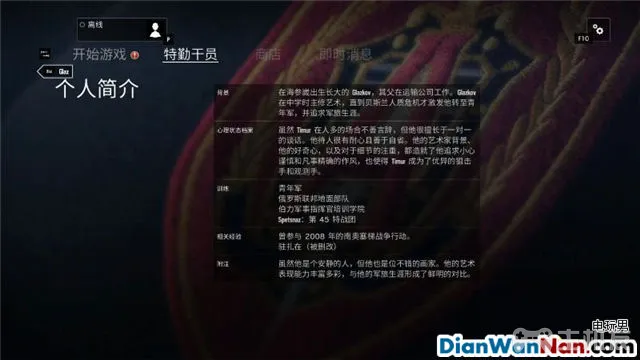 离线
P
F10
开始游戏
特勤干员
商店
即时消息
Esc Glaz
个人简介
背景
在海参崴出生长大的 Glazkov，其父在运输公司工作。Glazkov
在中学时主修艺术，直到贝斯兰人质危机才激发他转至青
年军，并追求军旅生涯。
心理状态档案
虽然 Timur 在人多的场合不善言辞，但他很擅长于一对一
的谈话。他待人很有耐心且善于自省。他的艺术家背景、
他的好奇心，以及对于细节的注重，都造就了他追求小心
谨慎和凡事精确的作风，也使得 Timur 成为了优异的狙击
手和观测手。
训练
青年军
俄罗斯联邦地面部队
伯力军事指挥官培训学院
Spetsnaz：第 45 特战团
相关经验
曾参与 2008 年的南奥塞梯战争行动。
驻扎在（被删改）
附注
虽然他是个安静的人，但他也是位不错的画家。他的艺术
表现能力丰富多彩，与他的军旅生涯形成了鲜明的对比。
电玩男
DianWanNan.com